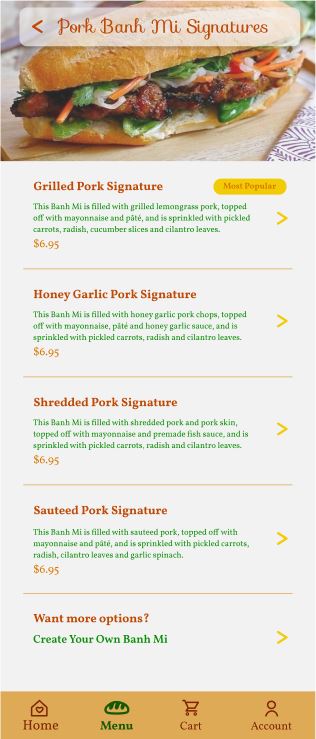 Pork Banh Mi Signatures
Grilled Pork Signature
Most Popular
This Banh Mi is filled with grilled lemongrass pork, topped
off with mayonnaise and pâté, and is sprinkled with pickled
carrots, radish, cucumber slices and cilantro leaves.
$6.95
Honey Garlic Pork Signature
This Banh Mi is filled with honey garlic pork chops, topped
off with mayonnaise, pâté and honey garlic sauce, and is
sprinkled with pickled carrots, radish and cilantro leaves.
$6.95
Shredded Pork Signature
This Banh Mi is filled with shredded pork and pork skin,
topped off with mayonnaise and premade fish sauce, and is
sprinkled with pickled carrots, radish and cilantro leaves.
$6.95
Sauteed Pork Signature
This Banh Mi is filled with sauteed pork, topped off with
mayonnaise and pâté, and is sprinkled with pickled carrots,
radish, cilantro leaves and garlic spinach.
$6.95
Want more options?
Create Your Own Banh Mi
Home Menu Cart Account